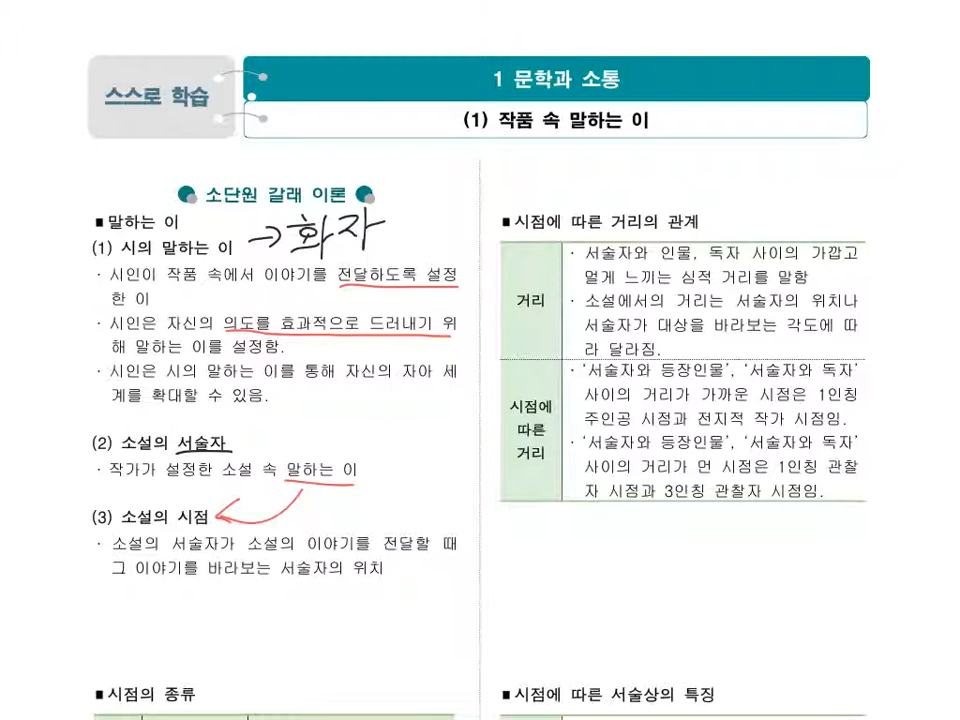 스스로 학습
1 문학과 소통
(1) 작품 속 말하는 이
소단원 갈래 이론
■ 말하는 이
(1) 시의 말하는 이 → 화자
· 시인이 작품 속에서 이야기를 전달하도록 설정
한 이
· 시인은 자신의 의도를 효과적으로 드러내기 위
해 말하는 이를 설정함.
· 시인은 시의 말하는 이를 통해 자신의 자아 세
계를 확대할 수 있음.
(2) 소설의 서술자
· 작가가 설정한 소설 속 말하는 이
(3) 소설의 시점
· 소설의 서술자가 소설의 이야기를 전달할 때
그 이야기를 바라보는 서술자의 위치
■ 시점의 종류
■ 시점에 따른 거리의 관계
거리
· 서술자와 인물, 독자 사이의 가깝고
멀게 느끼는 심적 거리를 말함
· 소설에서의 거리는 서술자의 위치나
서술자가 대상을 바라보는 각도에 따
라 달라짐.
시점에
따른
거리
· ‘서술자와 등장인물’, ‘서술자와 독자’
사이의 거리가 가까운 시점은 1인칭
주인공 시점과 전지적 작가 시점임.
· ‘서술자와 등장인물’, ‘서술자와 독자’
사이의 거리가 먼 시점은 1인칭 관찰
자 시점과 3인칭 관찰자 시점임.
■ 시점에 따른 서술상의 특징